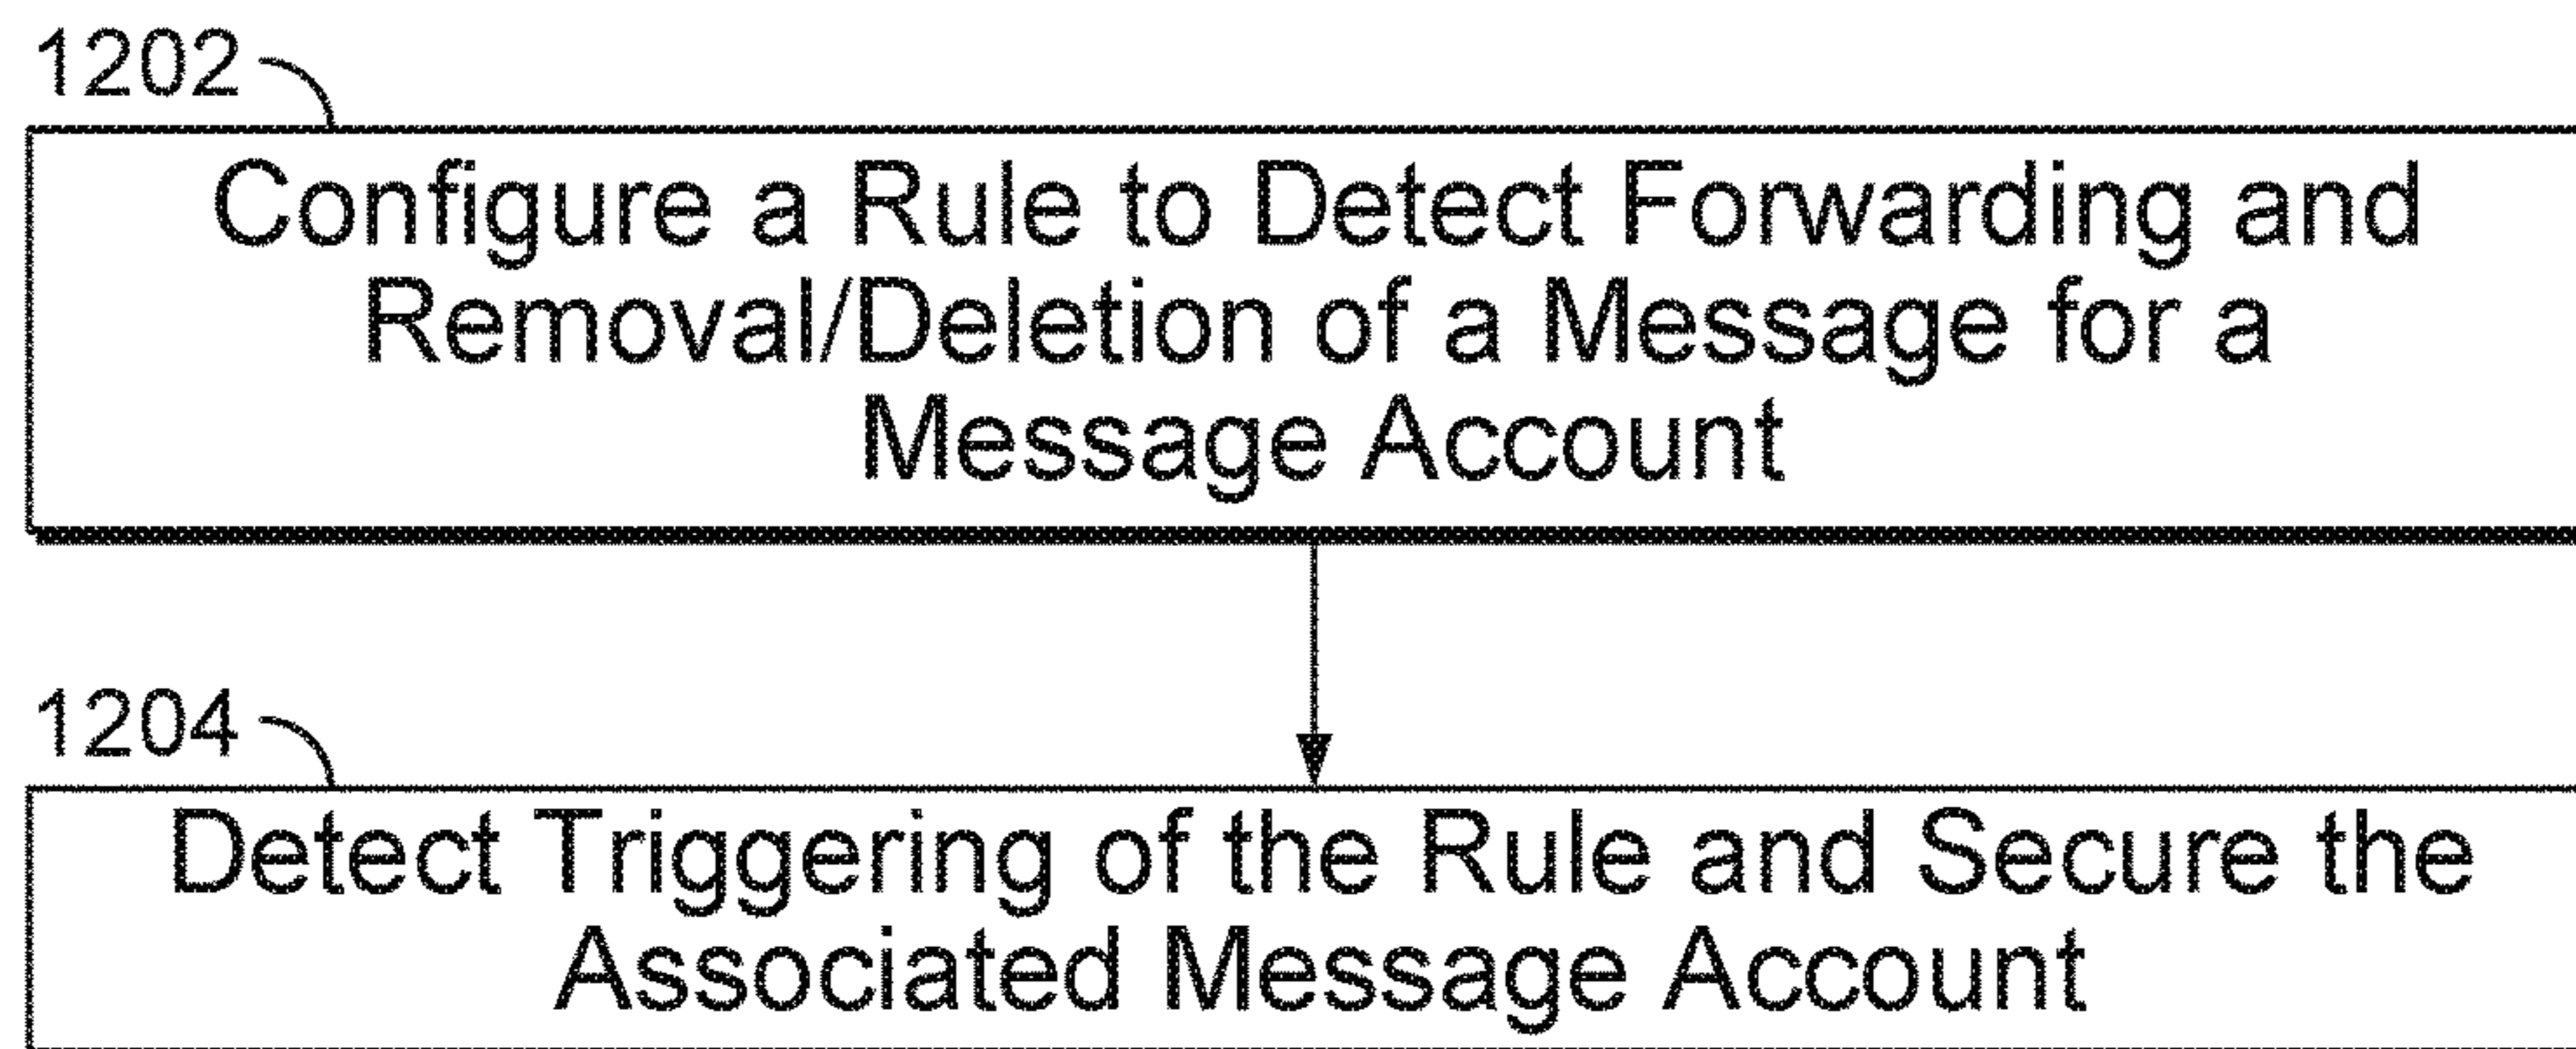 1202
Configure a Rule to Detect Forwarding and
Removal/Deletion of a Message for a
Message Account
1204
Detect Triggering of the Rule and Secure the
Associated Message Account